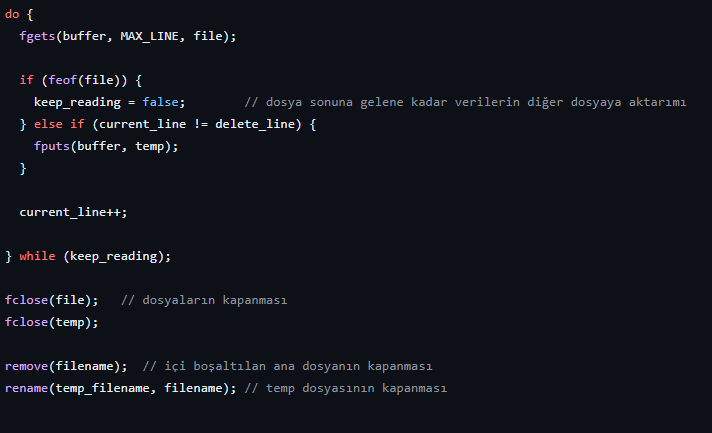 do {
  fgets(buffer, MAX_LINE, file);

  if (feof(file)) {
    keep_reading = false;        // dosya sonuna gelene kadar verilerin diğer dosyaya aktarımı
  } else if (current_line != delete_line) {
    fputs(buffer, temp);
  }

  current_line++;

} while (keep_reading);

fclose(file);   // dosyaların kapanması
fclose(temp);

remove(filename);  // içi boşaltılan ana dosyanın kapanması
rename(temp_filename, filename); // temp dosyasının kapanması